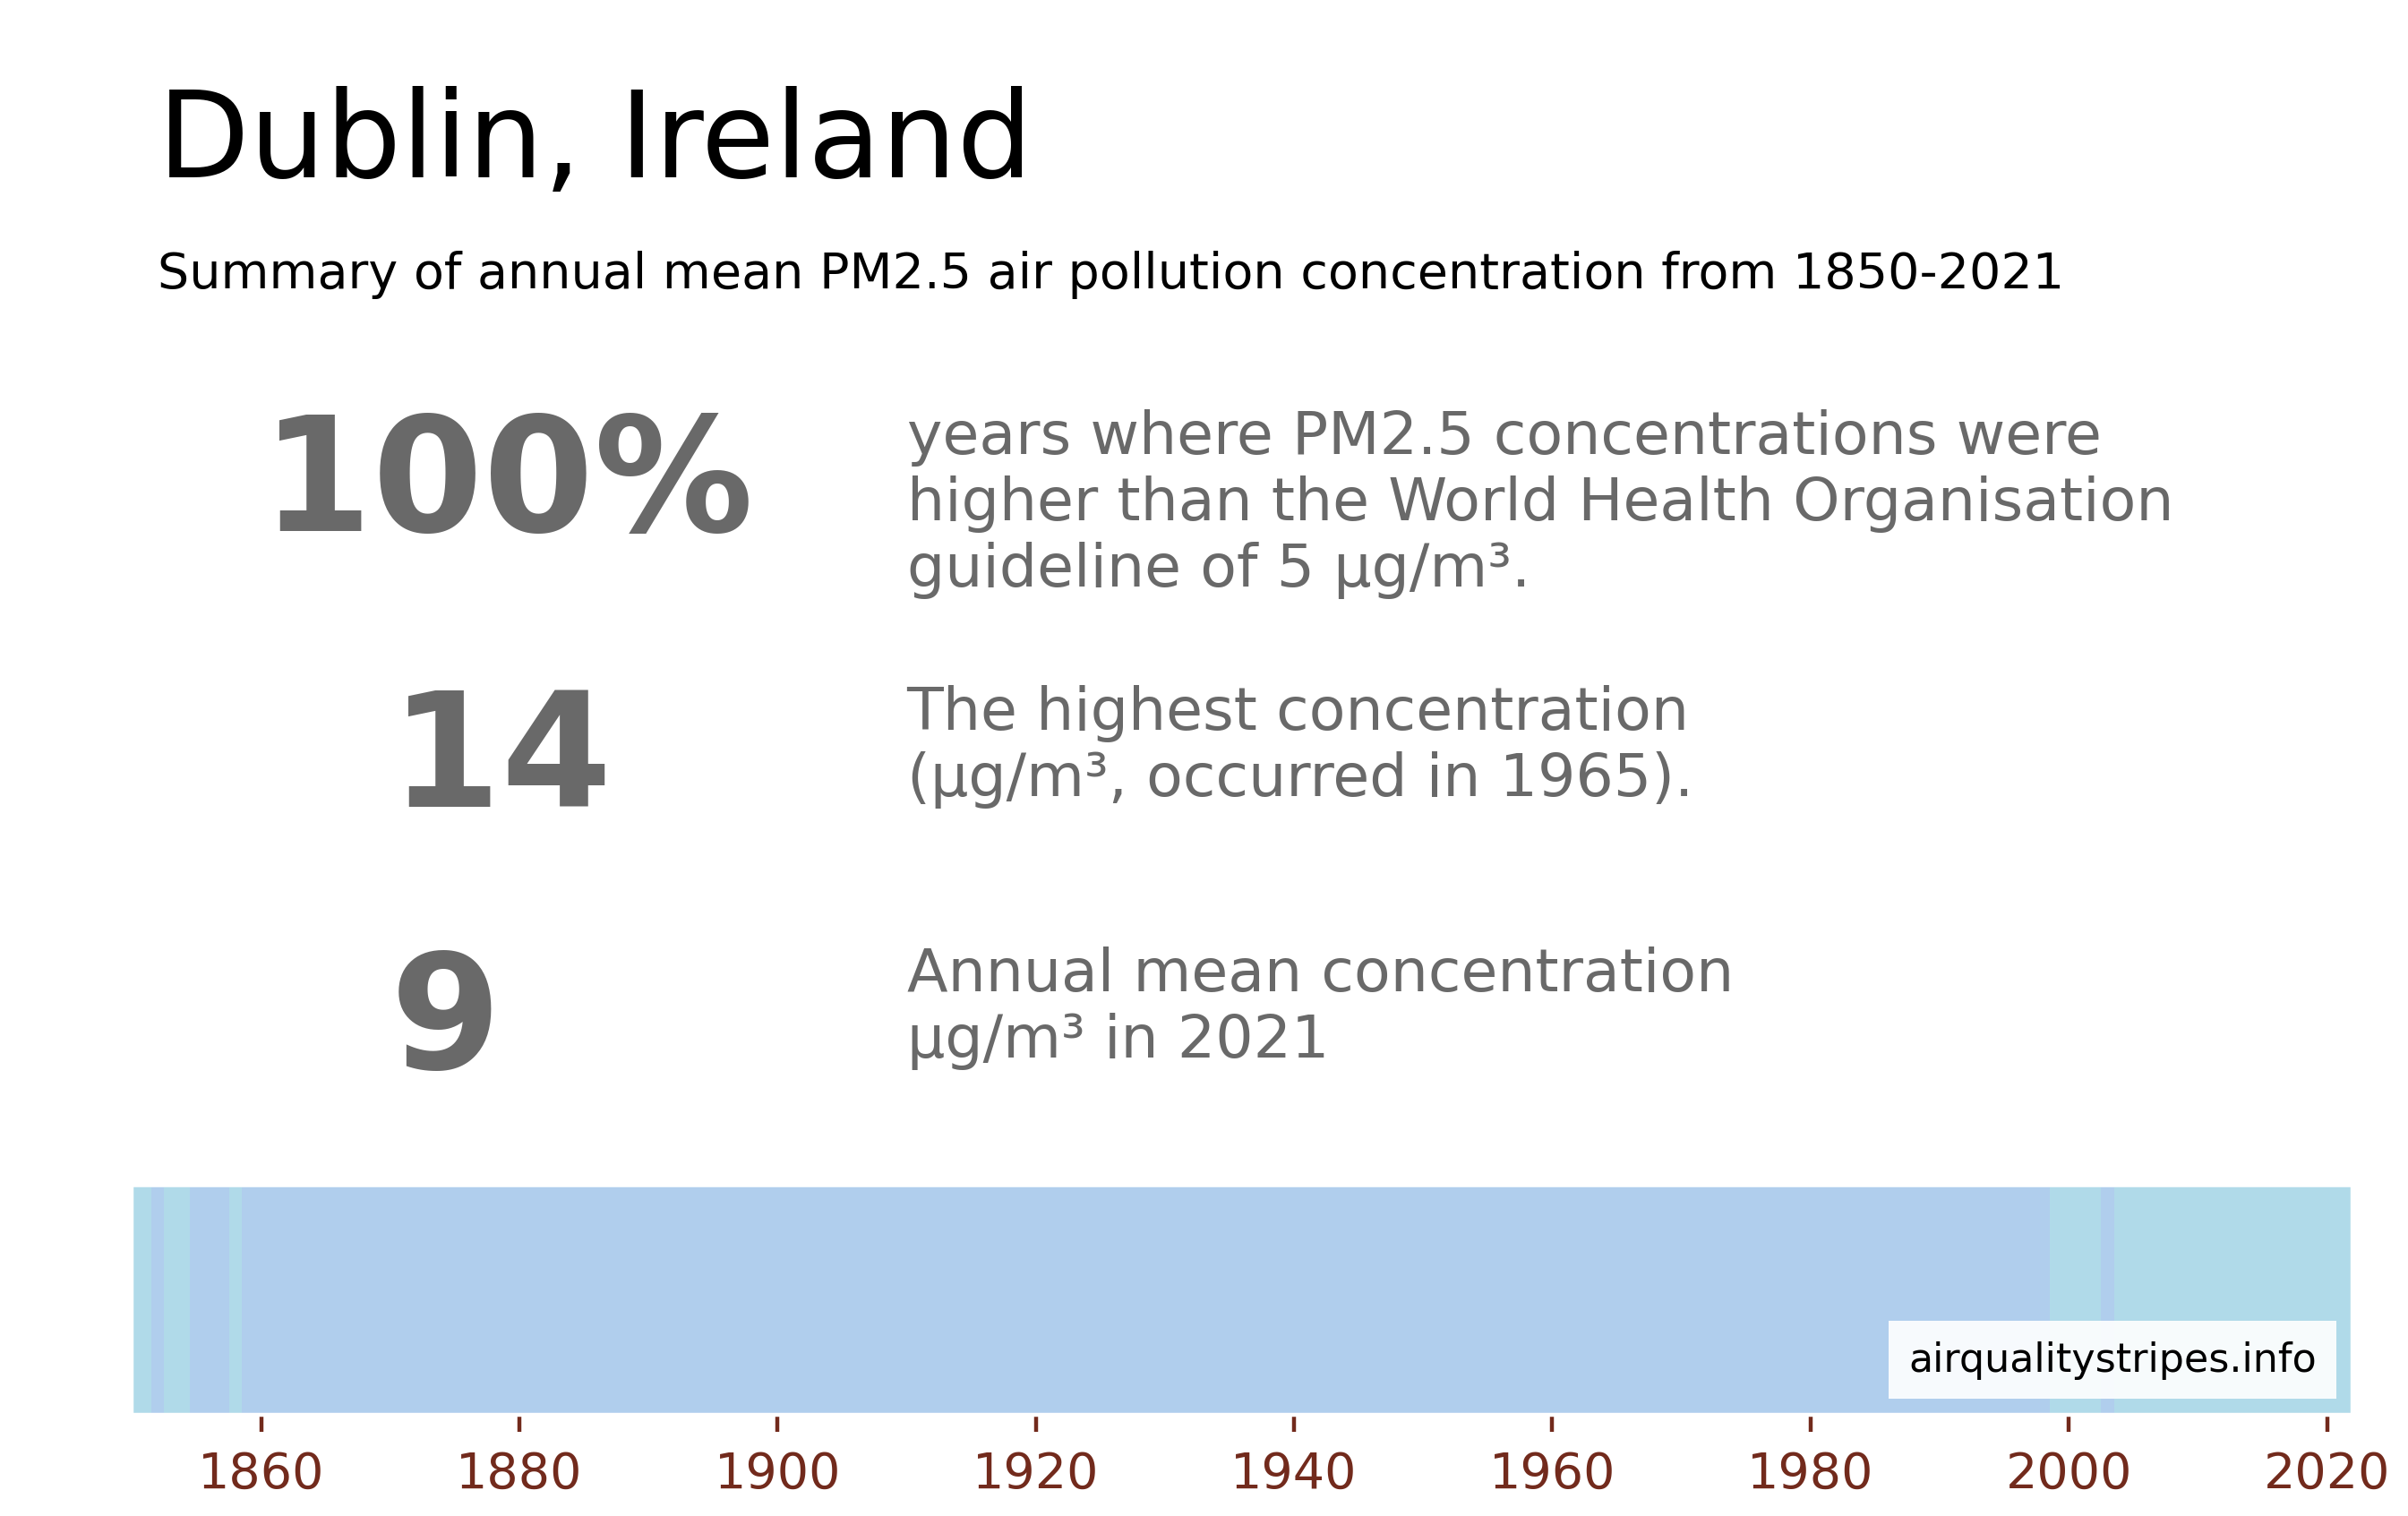 Dublin, Ireland
Summary of annual mean PM2.5 air pollution concentration from 1850-2021
100%
years where PM2.5 concentrations were
higher than the World Health Organisation
guideline of 5 µg/m³.
14
The highest concentration
(µg/m³, occurred in 1965).
9
Annual mean concentration
µg/m³ in 2021
airqualitystripes.info
1860 1880 1900 1920 1940 1960 1980 2000 2020